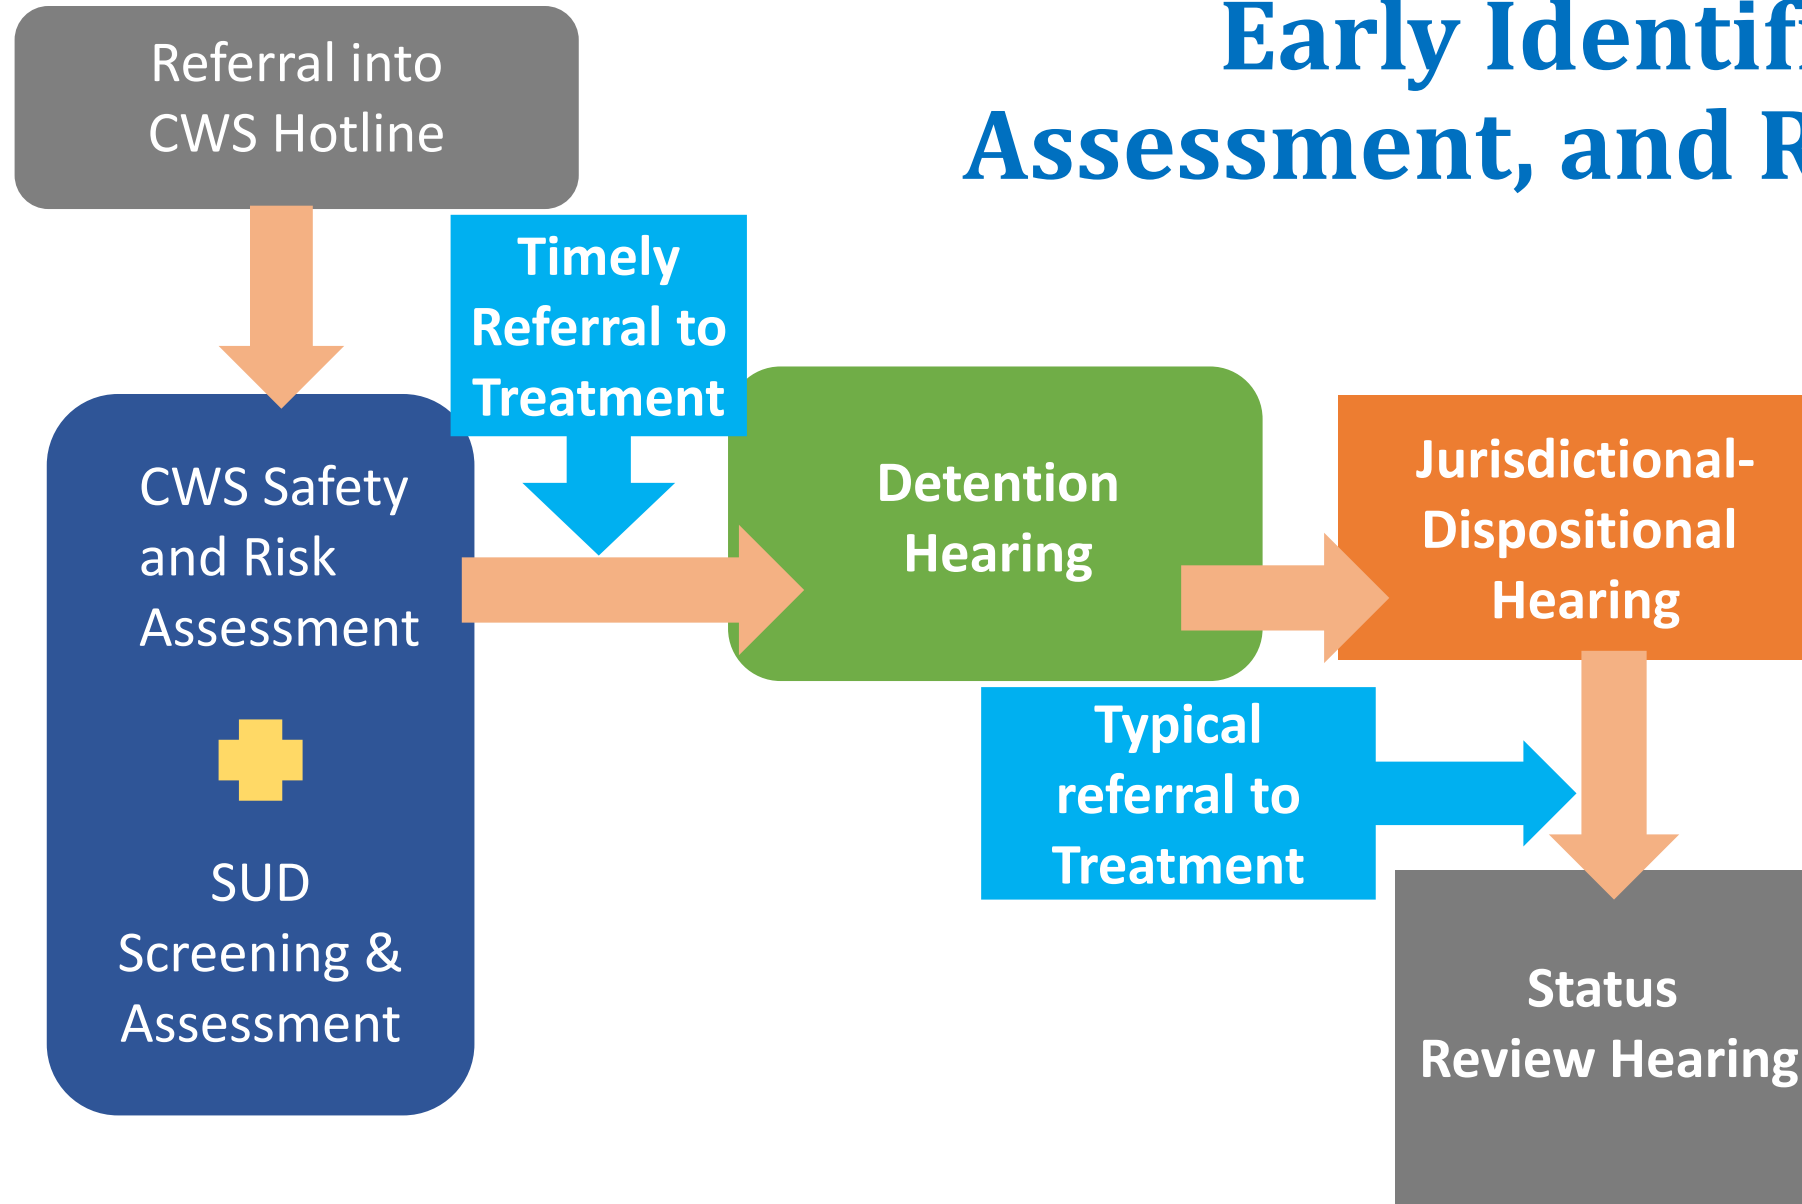 Early Identif
Assessment, and R
Referral into
CWS Hotline
Timely
Referral to
Treatment
CWS Safety
and Risk
Assessment
SUD
Screening &
Assessment
Detention
Hearing
Jurisdictional-
Dispositional
Hearing
Typical
referral to
Treatment
Status
Review Hearing